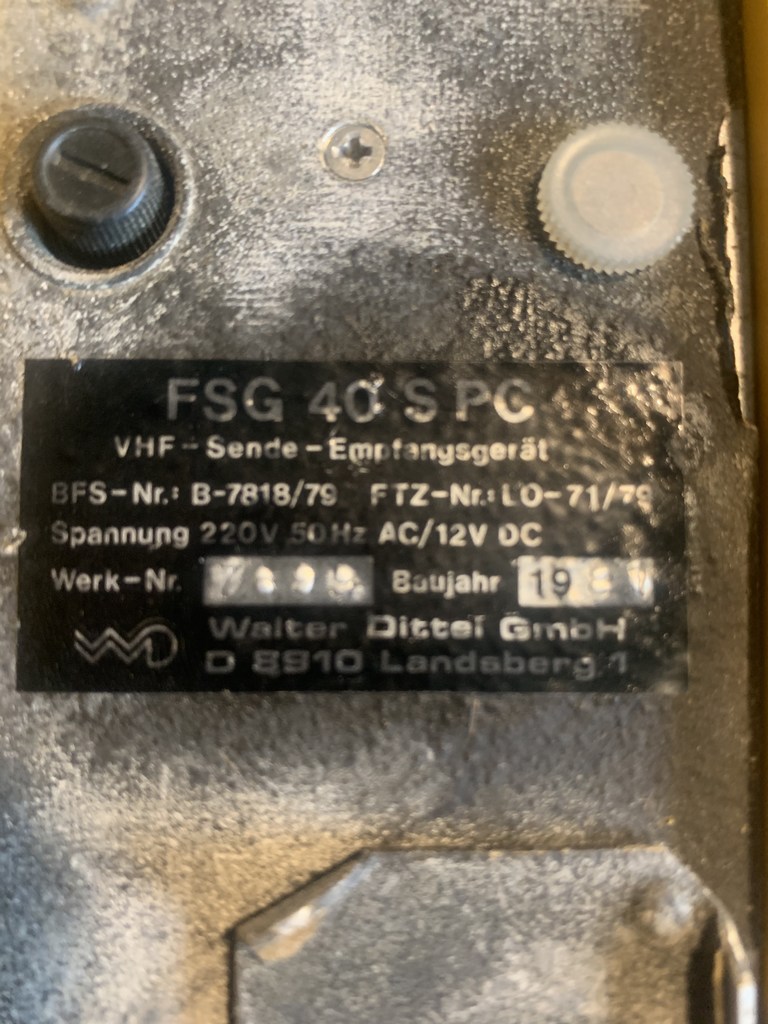 FSG 40 S PC
VHF-Sende-Empfangsgerät
BFS-Nr.: B-7818/79 FTZ-Nr.: LO-71/79
Spannung 220V 50Hz AC/12V DC
Werk-Nr. Baujahr
Walter Dittel GmbH
D 8910 Landsberg 1